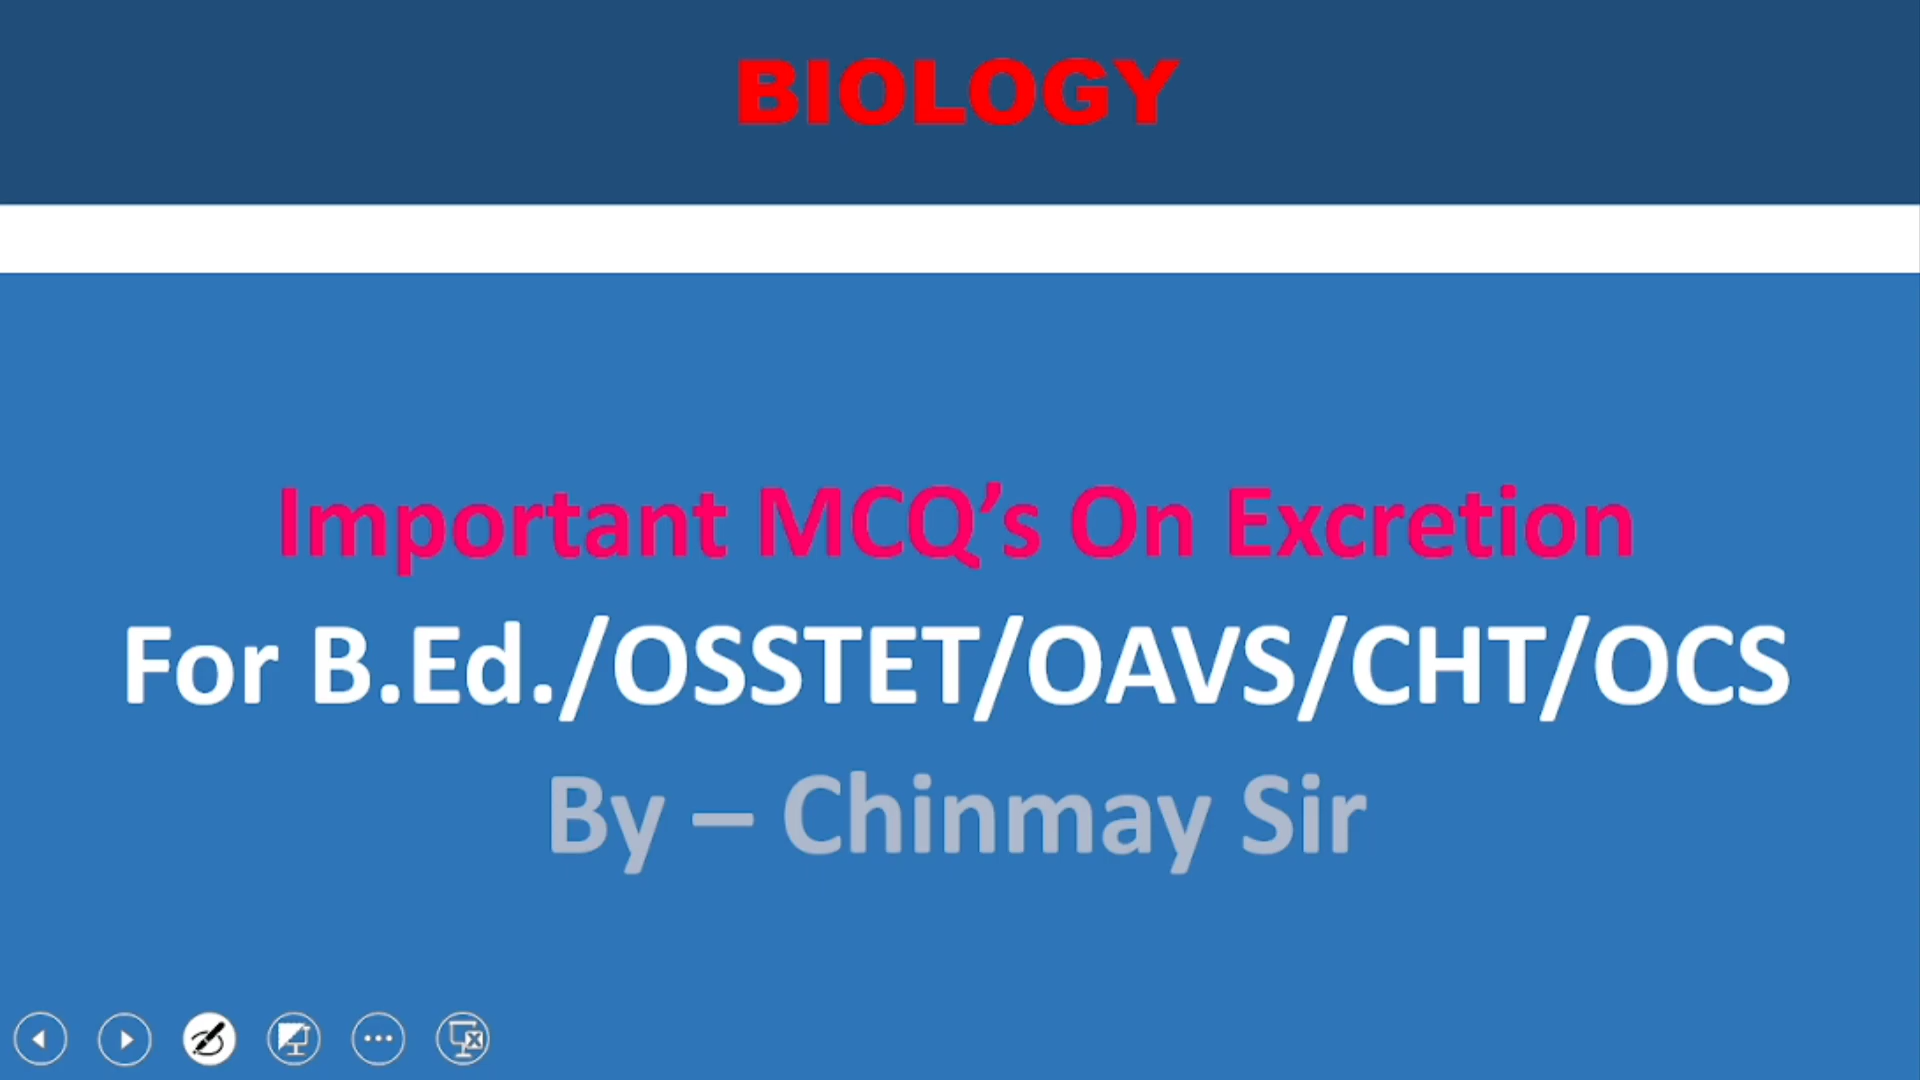 BIOLOGY
Important MCQ’s On Excretion
For B.Ed./OSSTET/OAVS/CHT/OCS
By – Chinmay Sir